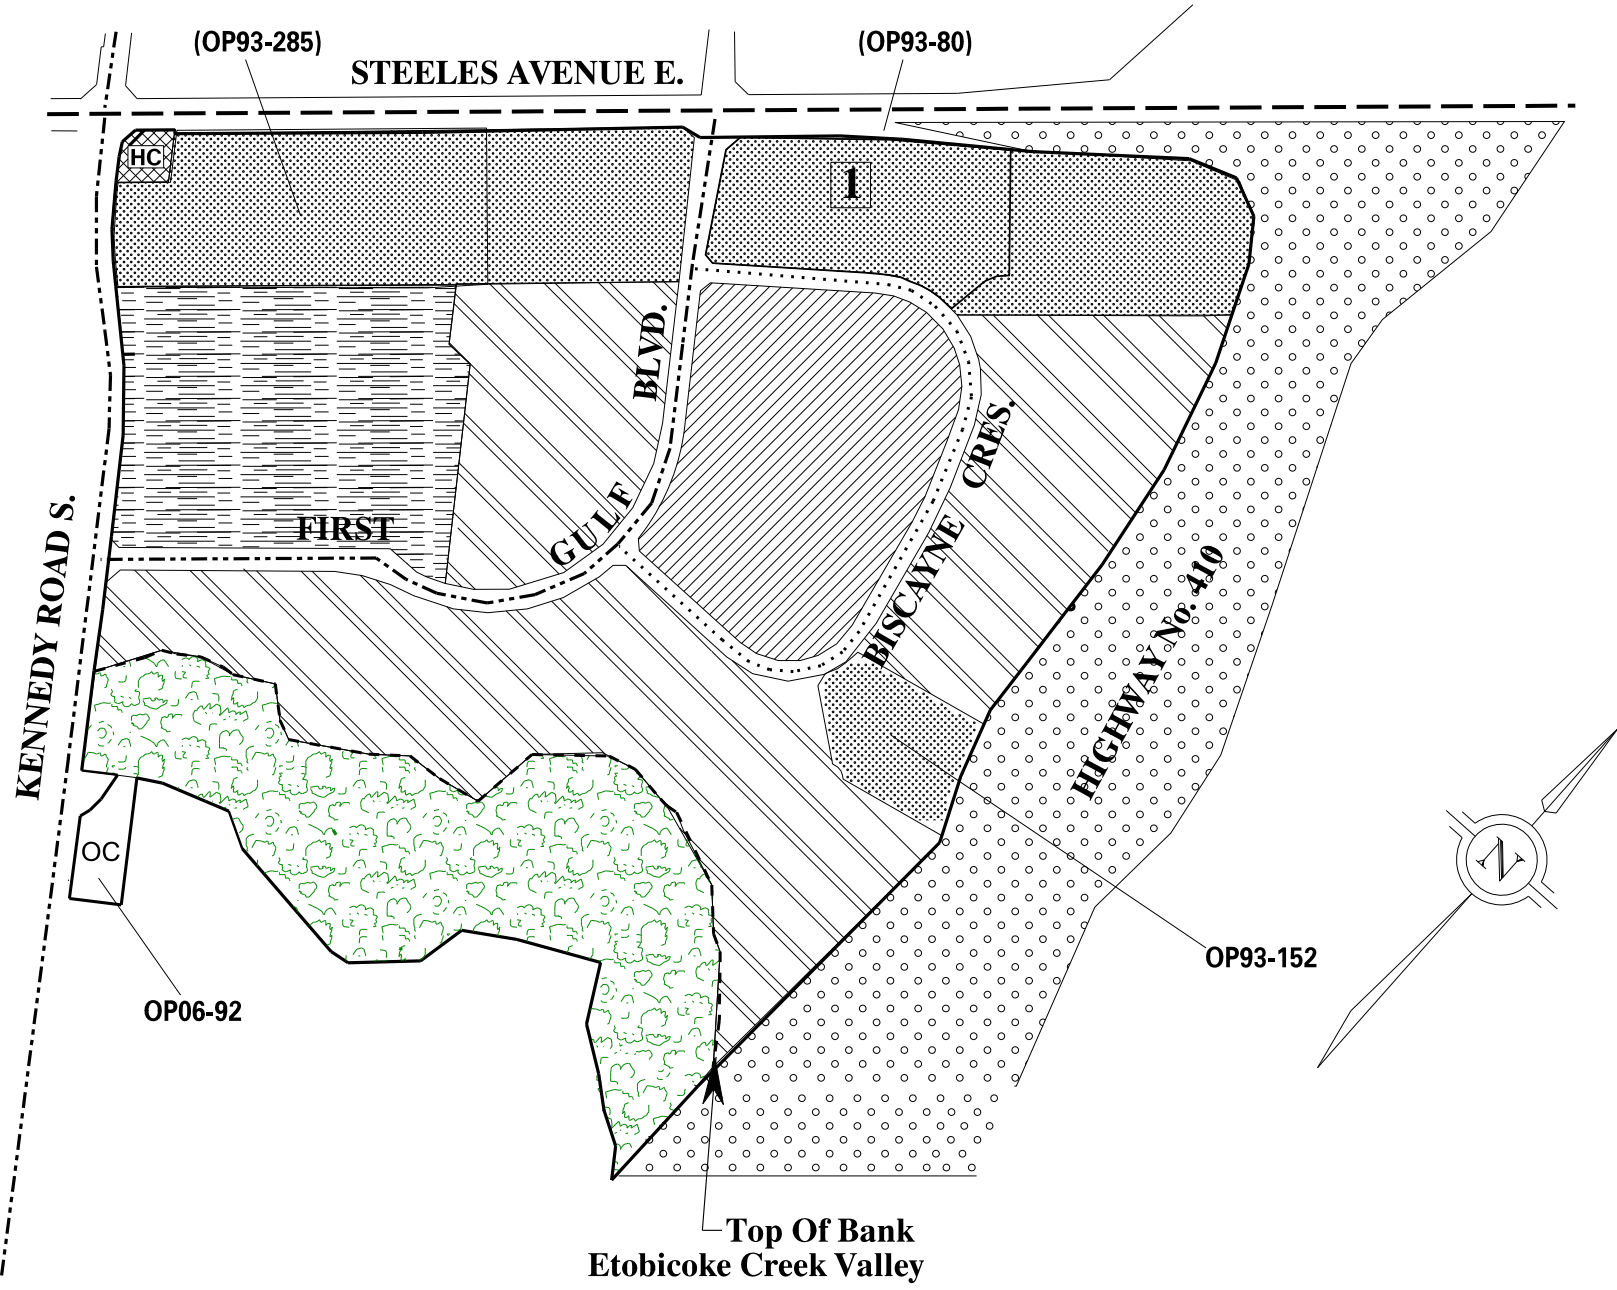 (OP93-285)
(OP93-80)
STEELES AVENUE E.
HC
1
BLVD.
BISCAYNE CRES.
FIRST
GULF
KENNEDY ROAD S.
HIGHWAY No. 410
OC
N
OP93-152
OP06-92
Top Of Bank
Etobicoke Creek Valley